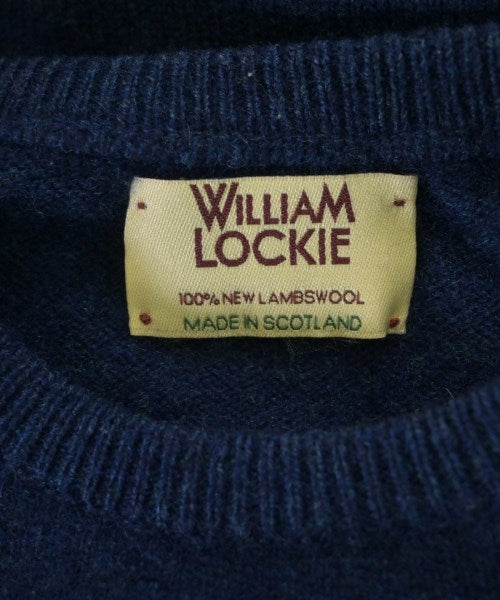 WILLIAM
LOCKIE
100% NEW LAMBSWOOL
MADE IN SCOTLAND